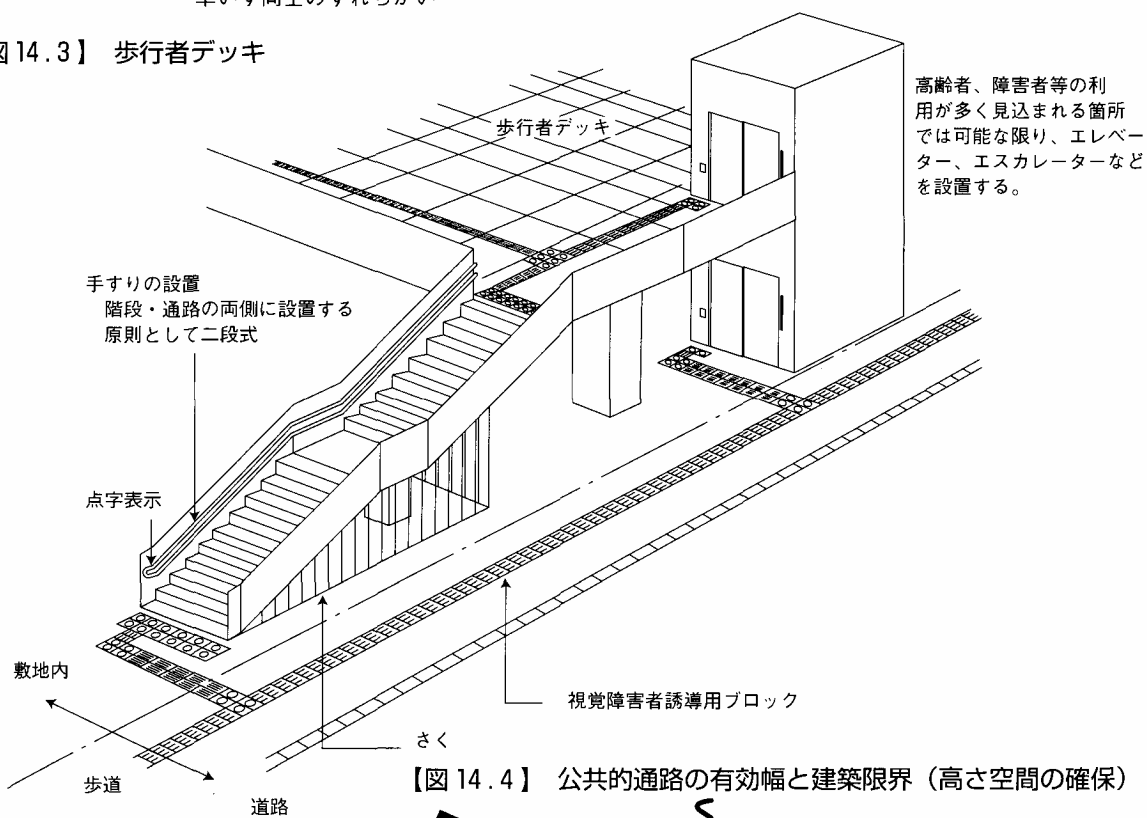 図14.3】 歩行者デッキ
歩行者デッキ
高齢者、障害者等の利
用が多く見込まれる箇所
では可能な限り、エレベー
ター、エスカレーターなど
を設置する。
手すりの設置
階段・通路の両側に設置する
原則として二段式
点字表示
敷地内
視覚障害者誘導用ブロック
さく
歩道
道路
【図14.4】 公共的通路の有効幅と建築限界(高さ空間の確保)